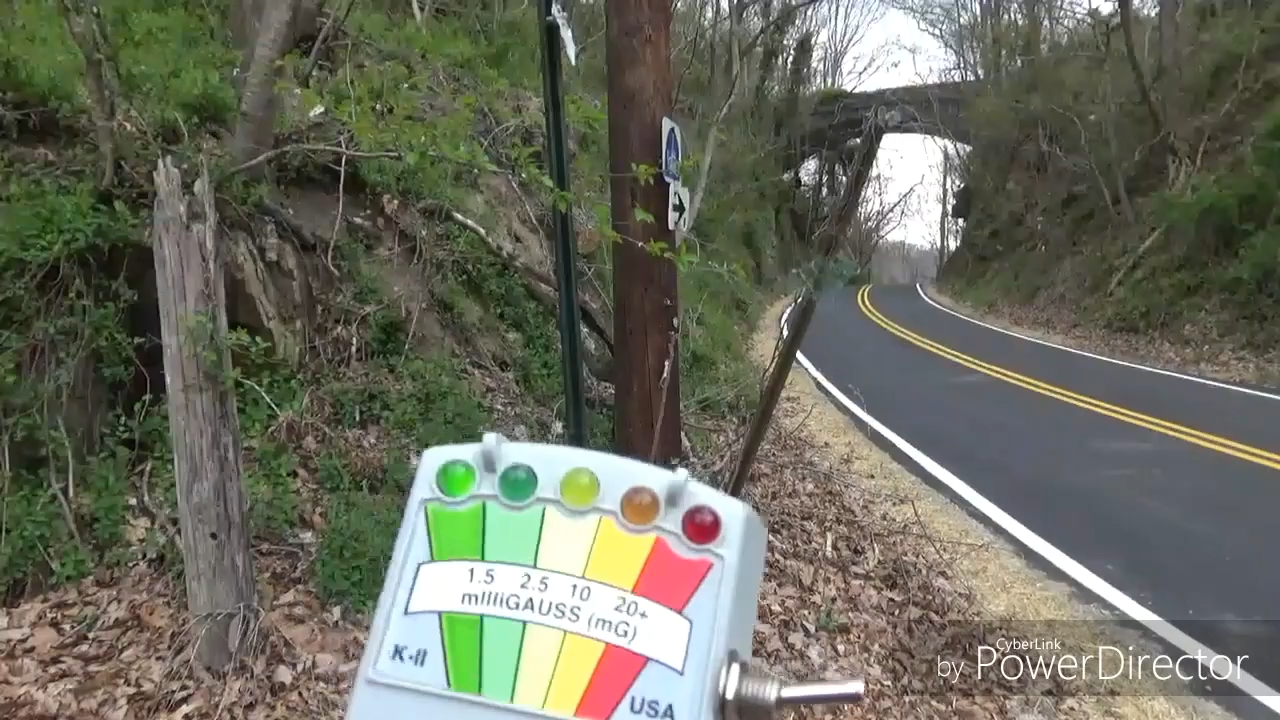 1.5 2.5 10 20+
milliGAUSS (mG)
K-II
USA
CyberLink
by PowerDirector